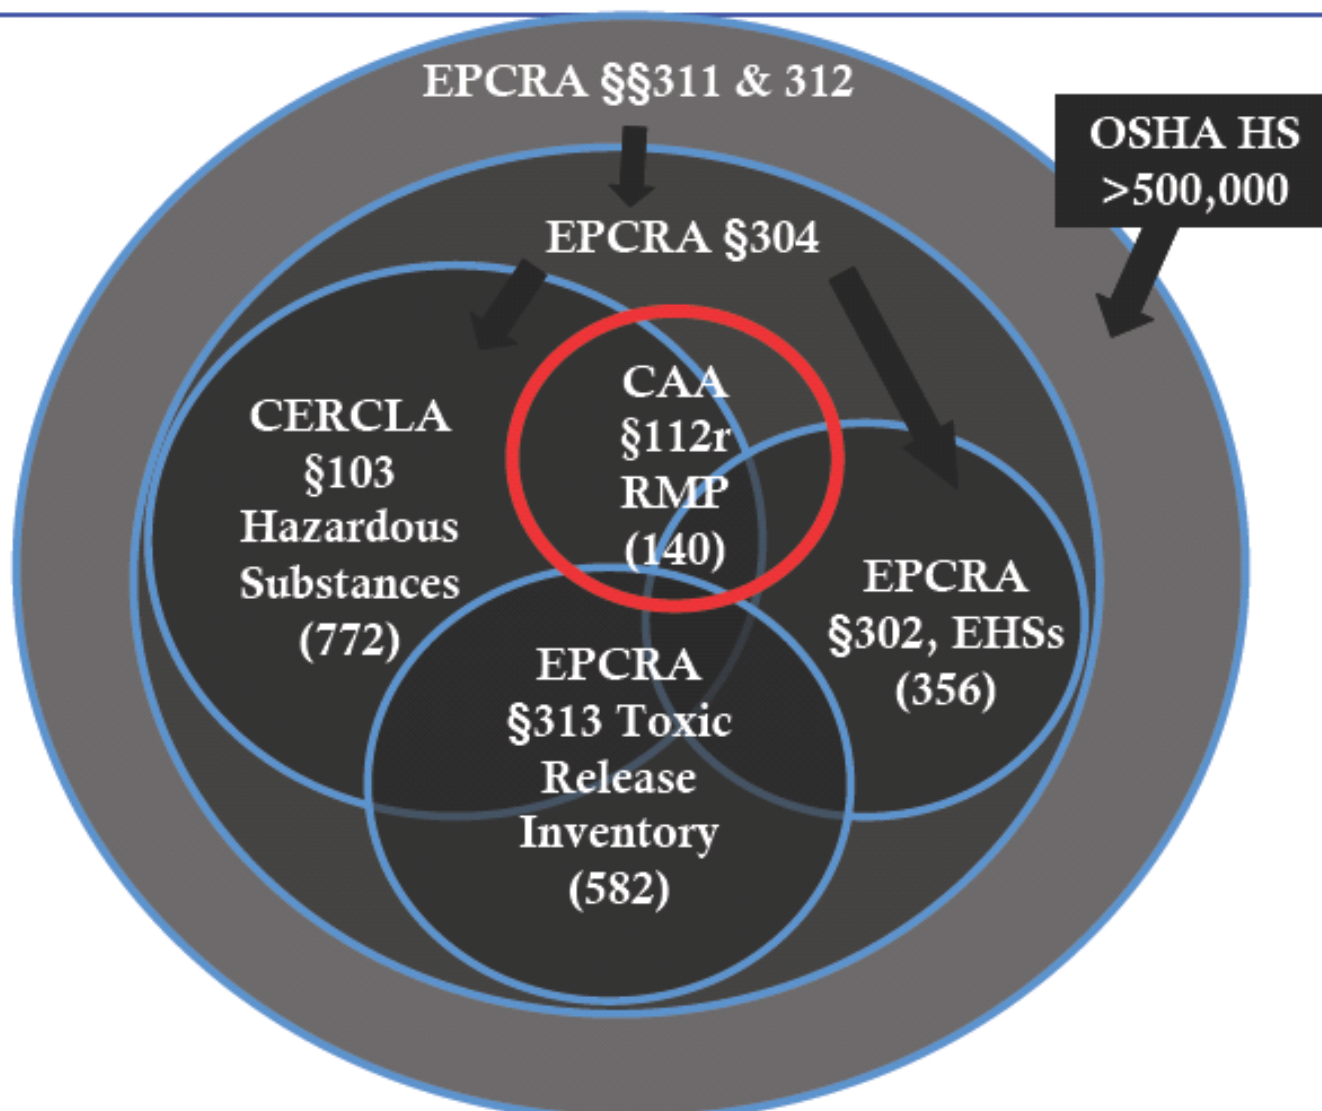 EPCRA §§311 & 312
OSHA HS
>500,000
EPCRA §304
CAA
§112r
RMP
(140)
CERCLA
§103
Hazardous
Substances
(772)
EPCRA
§302, EHSs
(356)
EPCRA
§313 Toxic
Release
Inventory
(582)